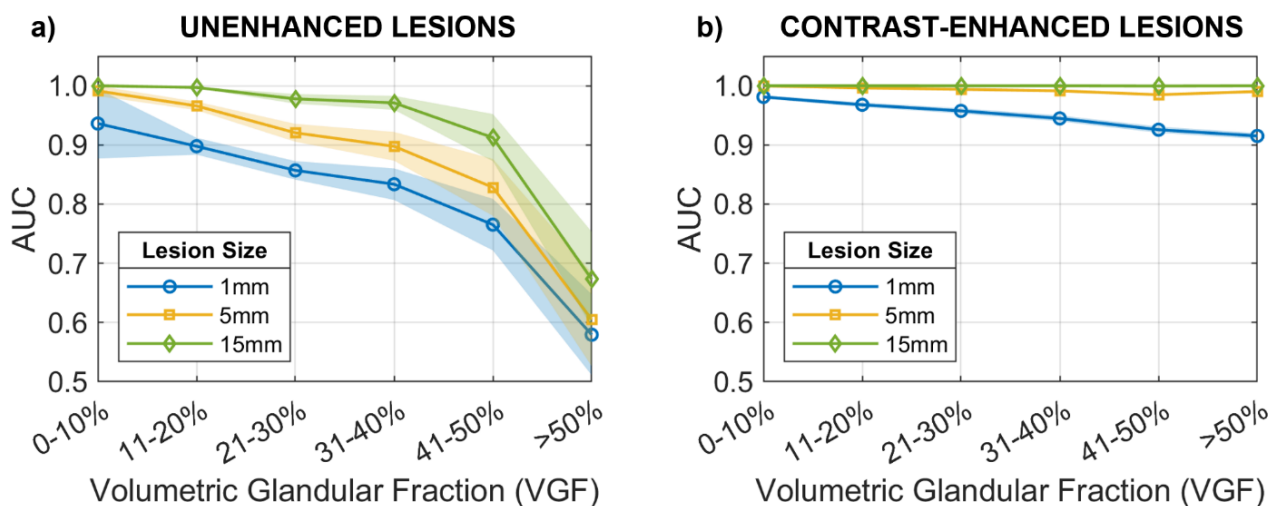 a) UNENHANCED LESIONS
AUC
1.0
0.9
0.8
0.7
0.6
0.5
Lesion Size
1mm
5mm
15mm
0-10%
11-20%
21-30%
31-40%
41-50%
>50%
Volumetric Glandular Fraction (VGF)
b) CONTRAST-ENHANCED LESIONS
AUC
1.0
0.9
0.8
0.7
0.6
0.5
Lesion Size
1mm
5mm
15mm
0-10%
11-20%
21-30%
31-40%
41-50%
>50%
Volumetric Glandular Fraction (VGF)